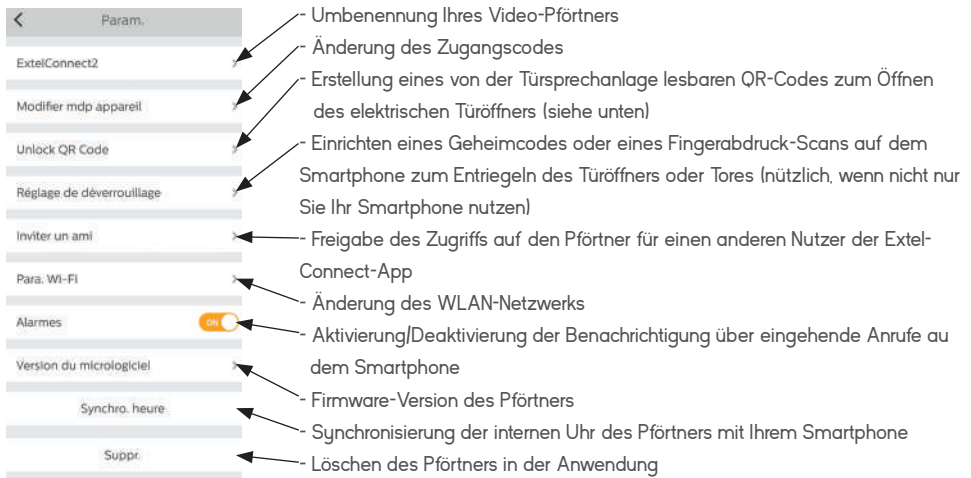 Param.
ExtelConnect2
Modifier mdp appareil
Unlock QR Code
Réglage de déverrouillage
Inviter un ami
Para. Wi-Fi
Alarmes
ON
Version du micrologiciel
Synchro. heure
Suppr.
- Umbenennung Ihres Video-Pförtners
- Änderung des Zugangscodes
- Erstellung eines von der Türsprechanlage lesbaren QR-Codes zum Öffnen
des elektrischen Türöffners (siehe unten)
- Einrichten eines Geheimcodes oder eines Fingerabdruck-Scans auf dem
Smartphone zum Entriegeln des Türöffners oder Tores (nützlich, wenn nicht nur
Sie Ihr Smartphone nutzen)
- Freigabe des Zugriffs auf den Pförtner für einen anderen Nutzer der Extel-
Connect-App
- Änderung des WLAN-Netzwerks
- Aktivierung/Deaktivierung der Benachrichtigung über eingehende Anrufe au
dem Smartphone
- Firmware-Version des Pförtners
- Synchronisierung der internen Uhr des Pförtners mit Ihrem Smartphone
- Löschen des Pförtners in der Anwendung